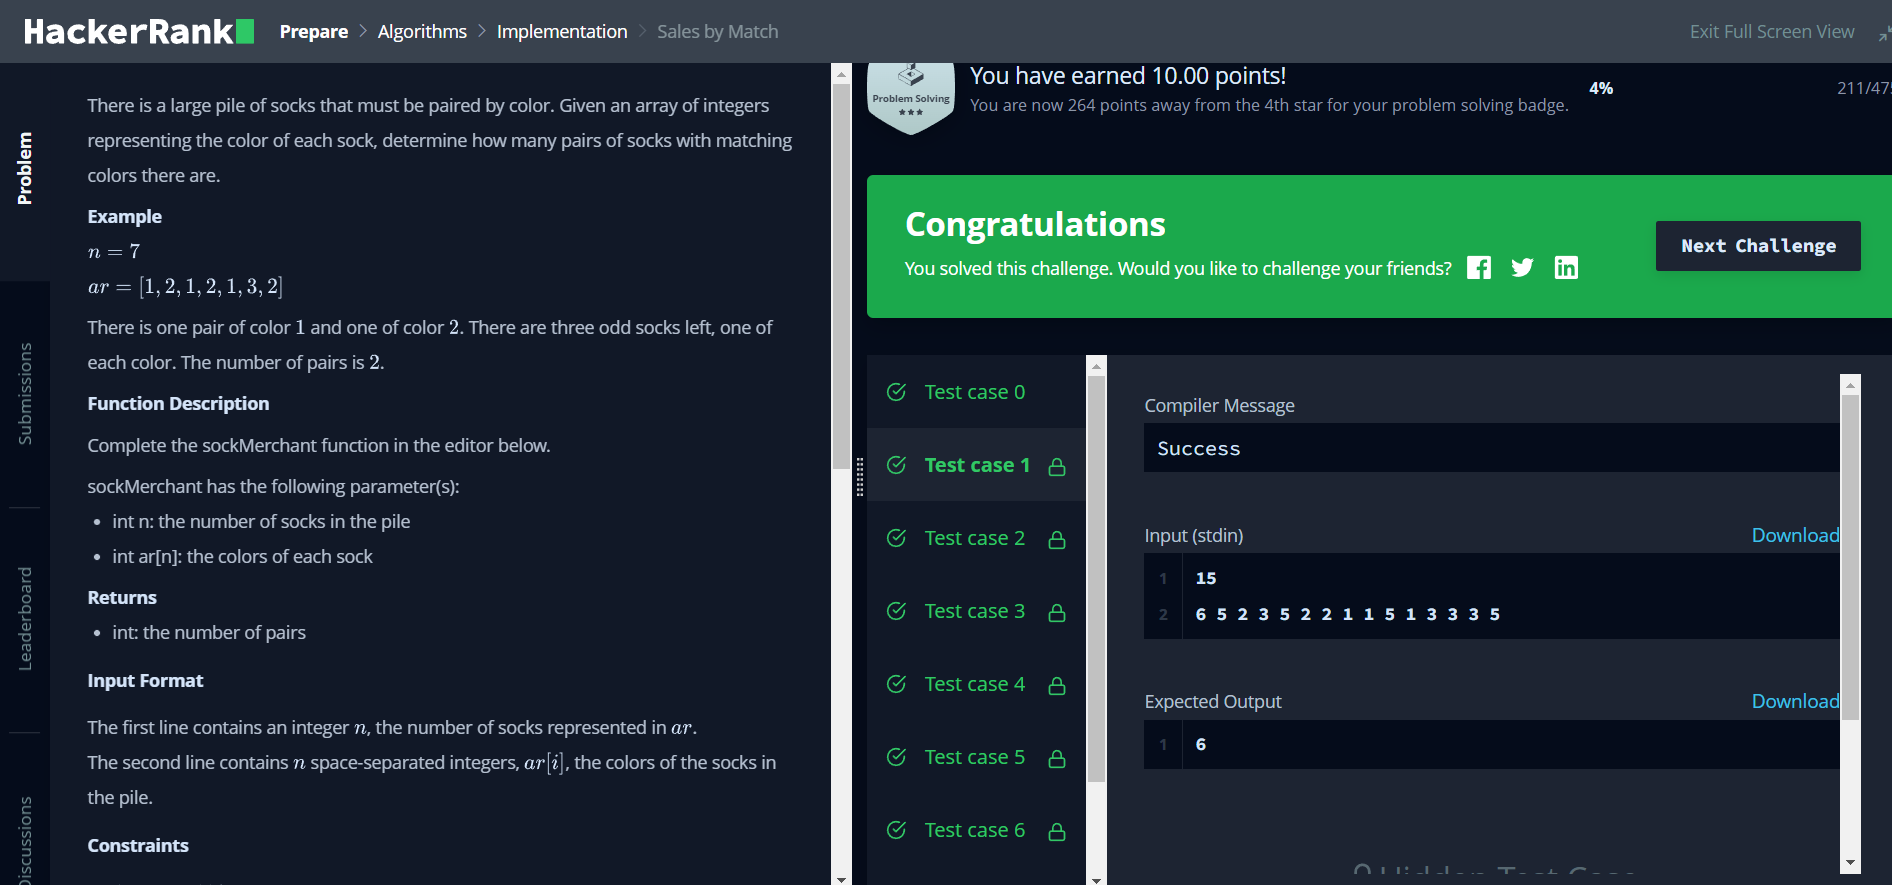 HackerRank
Prepare > Algorithms > Implementation > Sales by Match
Exit Full Screen View
Problem
Submissions
Leaderboard
Discussions
There is a large pile of socks that must be paired by color. Given an array of integers
representing the color of each sock, determine how many pairs of socks with matching
colors there are.
Example
n = 7
ar = [1, 2, 1, 2, 1, 3, 2]
There is one pair of color 1 and one of color 2. There are three odd socks left, one of
each color. The number of pairs is 2.
Function Description
Complete the sockMerchant function in the editor below.
sockMerchant has the following parameter(s):
• int n: the number of socks in the pile
• int ar[n]: the colors of each sock
Returns
• int: the number of pairs
Input Format
The first line contains an integer n, the number of socks represented in ar.
The second line contains n space-separated integers, ar[i], the colors of the socks in
the pile.
Constraints
Problem Solving
You have earned 10.00 points!
You are now 264 points away from the 4th star for your problem solving badge.
4%
211/475
Congratulations
You solved this challenge. Would you like to challenge your friends?
Next Challenge
Test case 0
Test case 1
Test case 2
Test case 3
Test case 4
Test case 5
Test case 6
Compiler Message
Success
Input (stdin)
Download
1 15
2 6 5 2 3 5 2 2 1 1 5 1 3 3 3 5
Expected Output
Download
1 6
Hidden Test Case